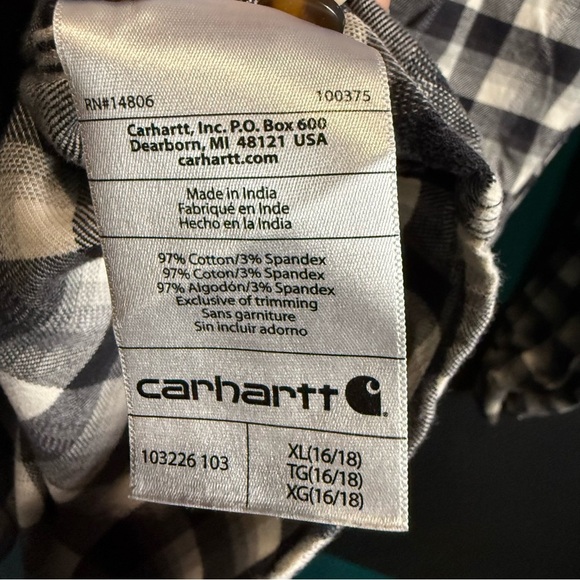 RN#14806 100375
Carhartt, Inc. P.O. Box 600
Dearborn, MI 48121 USA
carhartt.com
Made in India
Fabriqué en Inde
Hecho en la India
97% Cotton/3% Spandex
97% Coton/3% Spandex
97% Algodón/3% Spandex
Exclusive of trimming
Sans garniture
Sin incluir adorno
carhartt
103226 103
XL(16/18)
TG(16/18)
XG(16/18)